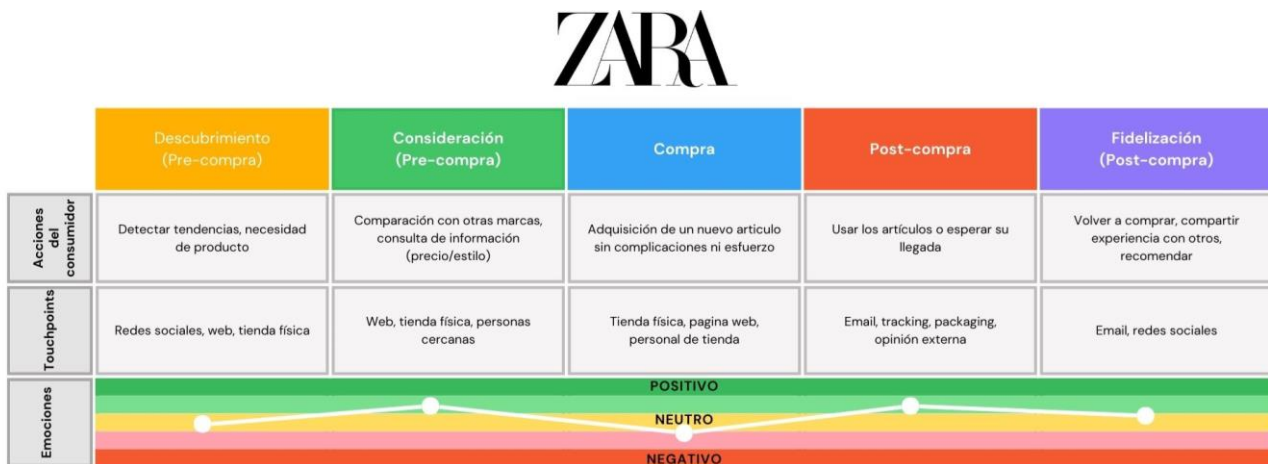 ZARA
Descubrimiento
(Pre-compra)
Consideración
(Pre-compra)
Compra
Post-compra
Fidelización
(Post-compra)
Acciones
del
consumidor
Detectar tendencias, necesidad
de producto
Comparación con otras marcas,
consulta de información
(precio/estilo)
Adquisición de un nuevo articulo
sin complicaciones ni esfuerzo
Usar los artículos o esperar su
llegada
Volver a comprar, compartir
experiencia con otros,
recomendar
Touchpoints
Redes sociales, web, tienda física
Web, tienda física, personas
cercanas
Tienda física, pagina web,
personal de tienda
Email, tracking, packaging,
opinión externa
Email, redes sociales
Emociones
POSITIVO
NEUTRO
NEGATIVO